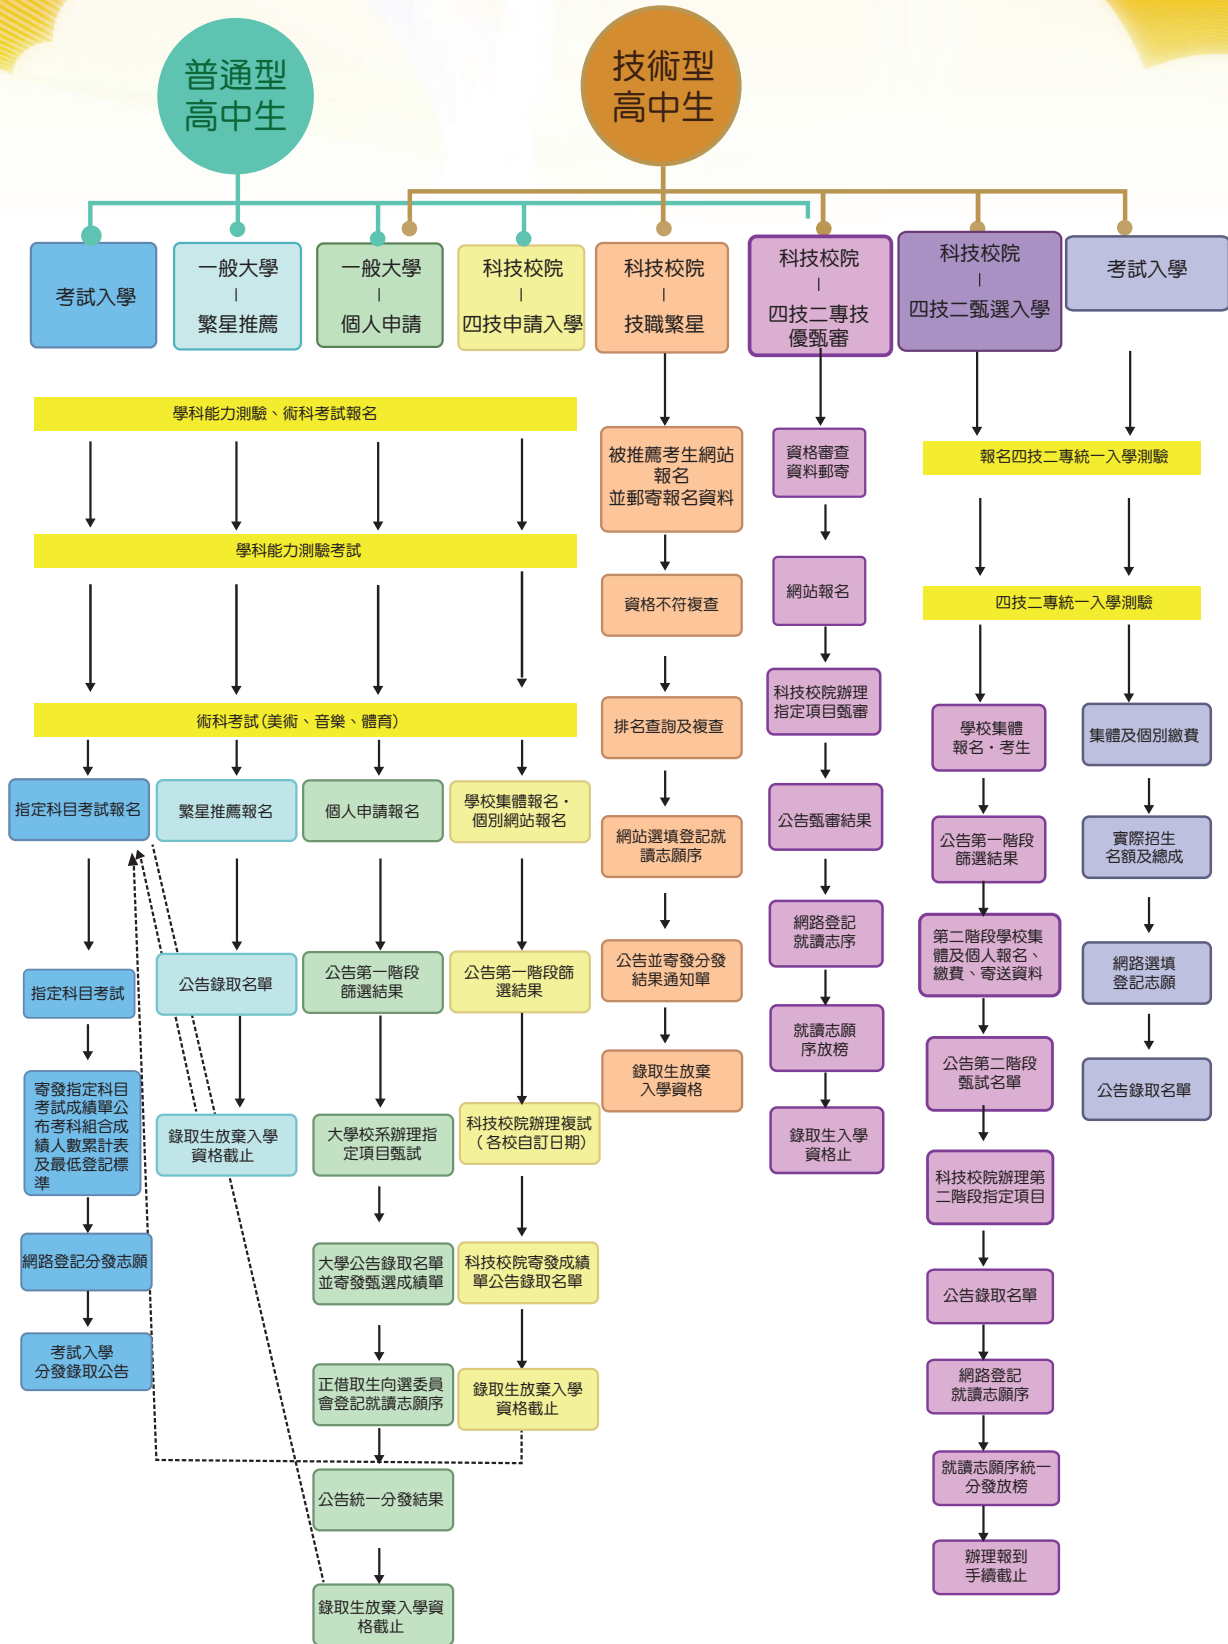 普通型
高中生
技術型
高中生
考試入學
一般大學
–
繁星推薦
一般大學
–
個人申請
科技校院
–
四技申請入學
科技校院
–
技職繁星
科技校院
–
四技二專技
優甄審
科技校院
–
四技二甄選入學
考試入學
學科能力測驗、術科考試報名
學科能力測驗考試
術科考試(美術、音樂、體育)
指定科目考試報名
指定科目考試
寄發指定科目
考試成績單公
布考科組合成
績人數累計表
及最低登記標
準
網路登記分發志願
考試入學
分發錄取公告
繁星推薦報名
公告錄取名單
錄取生放棄入學
資格截止
個人申請報名
公告第一階段
篩選結果
大學校系辦理指
定項目甄試
大學公告錄取名單
並寄發甄選成績單
正借取生向選委員
會登記就讀志願序
公告統一分發結果
錄取生放棄入學資
格截止
學校集體報名・
個別網站報名
公告第一階段篩
選結果
科技校院辦理複試
(各校自訂日期)
科技校院寄發成績
單公告錄取名單
錄取生放棄入學
資格截止
被推薦考生網站
報名
並郵寄報名資料
資格不符複查
排名查詢及複查
網站選填登記就
讀志願序
公告並寄發分發
結果通知單
錄取生放棄
入學資格
資格審查
資料郵寄
網站報名
科技校院辦理
指定項目甄審
公告甄審結果
網路登記
就讀志序
就讀志願
序放榜
錄取生入學
資格止
報名四技二專統一入學測驗
四技二專統一入學測驗
學校集體
報名・考生
公告第一階段
篩選結果
第二階段學校集
體及個人報名、
繳費、寄送資料
公告第二階段
甄試名單
科技校院辦理第
二階段指定項目
公告錄取名單
網路登記
就讀志願序
就讀志願序統一
分發放榜
辦理報到
手續截止
集體及個別繳費
實際招生
名額及總成
網路選填
登記志願
公告錄取名單